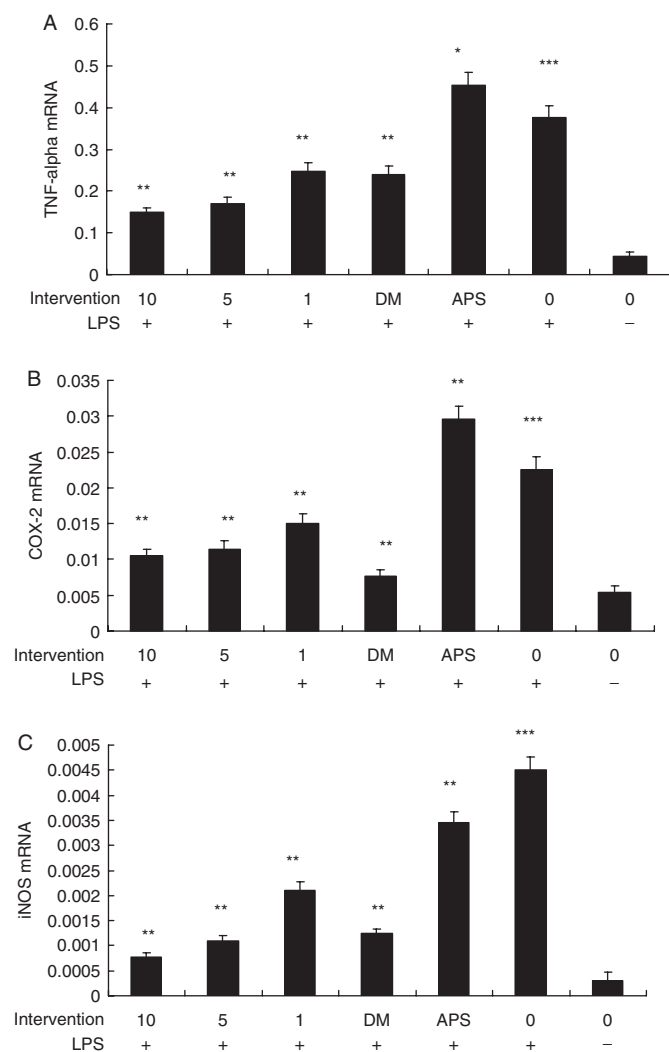 A
TNF-alpha mRNA
0.6
0.5
0.4
0.3
0.2
0.1
0
** ** ** ** * ***
Intervention 10 5 1 DM APS 0 0
LPS + + + + + + −
B
COX-2 mRNA
0.035
0.03
0.025
0.02
0.015
0.01
0.005
0
** ** ** ** ** ***
Intervention 10 5 1 DM APS 0 0
LPS + + + + + + −
C
iNOS mRNA
0.005
0.0045
0.004
0.0035
0.003
0.0025
0.002
0.0015
0.001
0.0005
0
** ** ** ** ** ***
Intervention 10 5 1 DM APS 0 0
LPS + + + + + + −